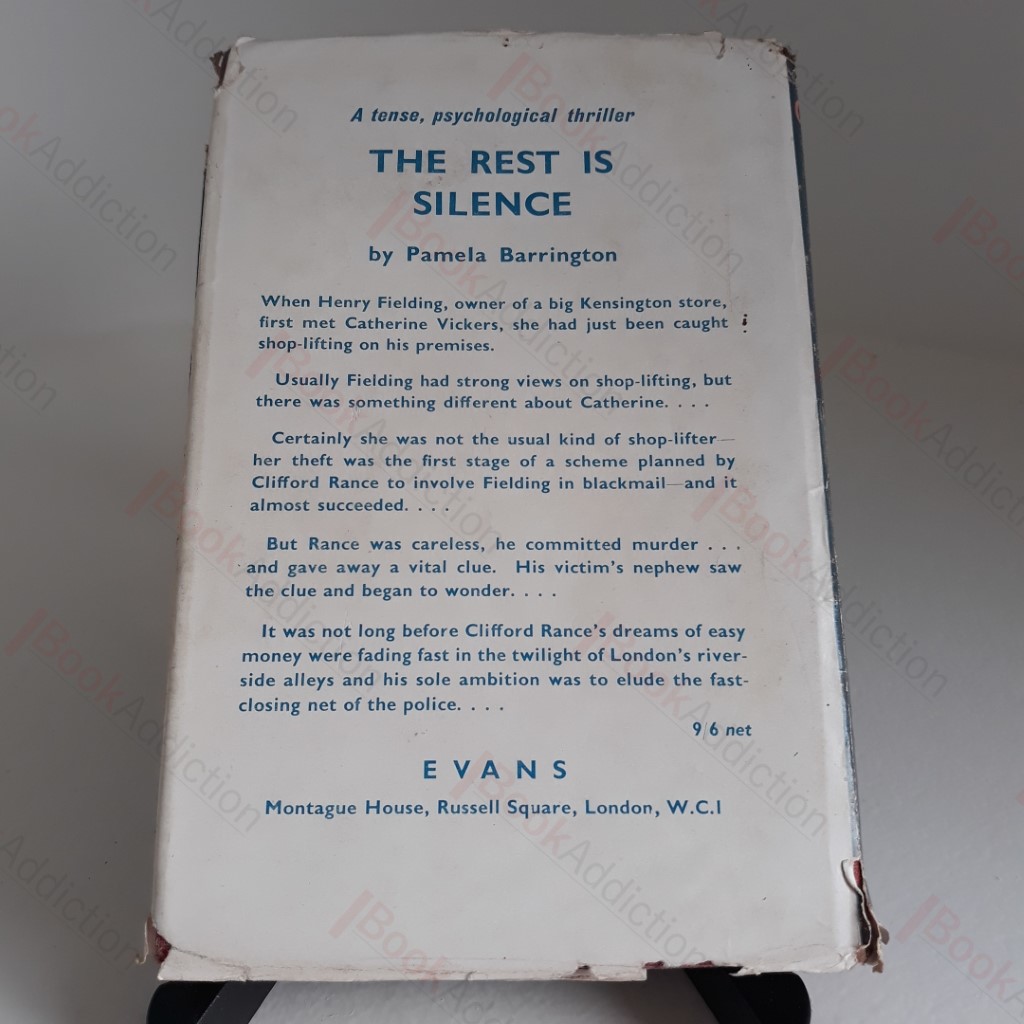 A tense, psychological thriller
THE REST IS
SILENCE
by Pamela Barrington
When Henry Fielding, owner of a big Kensington store,
first met Catherine Vickers, she had just been caught
shop-lifting on his premises.
Usually Fielding had strong views on shop-lifting, but
there was something different about Catherine. . . .
Certainly she was not the usual kind of shop-lifter—
her theft was the first stage of a scheme planned by
Clifford Rance to involve Fielding in blackmail—and it
almost succeeded. . . .
But Rance was careless, he committed murder . . .
and gave away a vital clue. His victim's nephew saw
the clue and began to wonder. . . .
It was not long before Clifford Rance's dreams of easy
money were fading fast in the twilight of London's river-
side alleys and his sole ambition was to elude the fast-
closing net of the police. . . .
9/6 net
EVANS
Montague House, Russell Square, London, W.C.1
BookAddiction